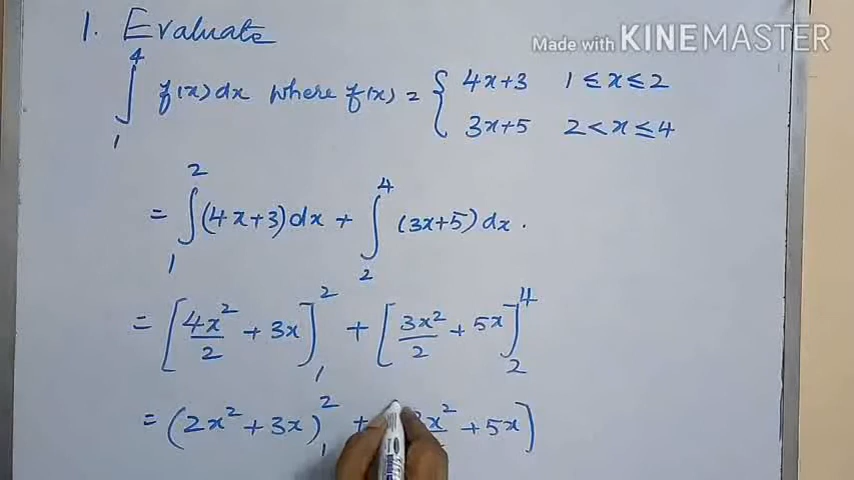 1. Evaluate
Made with KINEMASTER
∫₁⁴ f(x) dx where f(x) = { 4x+3 1 ≤ x ≤ 2
3x+5 2 < x ≤ 4
= ∫₁² (4x+3) dx + ∫₂⁴ (3x+5) dx .
= [4x²/2 + 3x]₁² + [3x²/2 + 5x]₂⁴
= (2x² + 3x)₁² + x² + 5x)